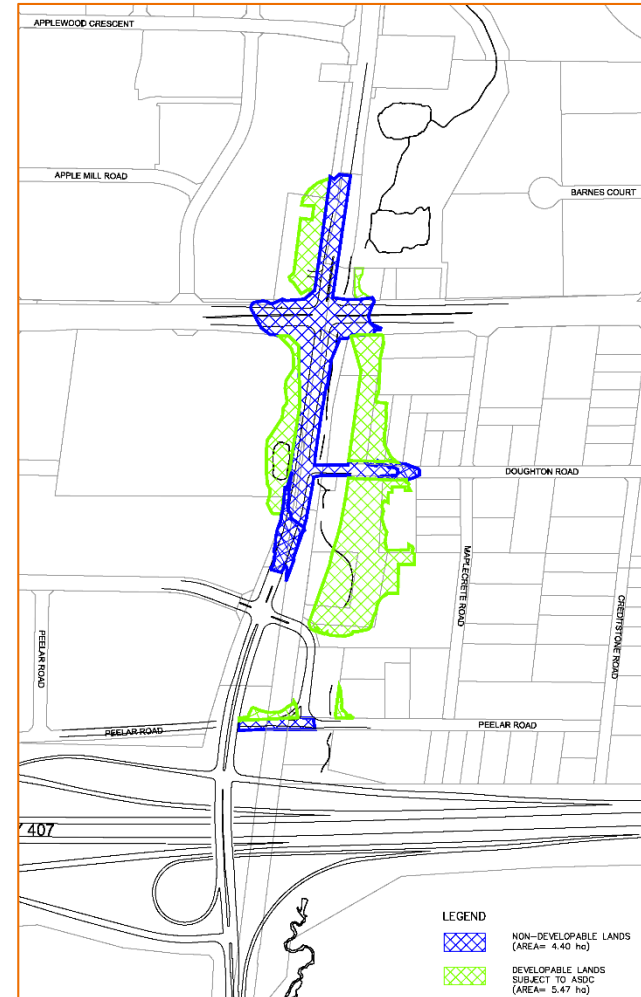 APPLEWOOD CRESCENT
APPLE MILL ROAD
BARNES COURT
DOUGHTON ROAD
MAPLECRETE ROAD
CREDITSTONE ROAD
PEELAR ROAD
PEELAR ROAD
PEELAR ROAD
407
LEGEND
NON-DEVELOPABLE LANDS
(AREA= 4.40 ha)
DEVELOPABLE LANDS
SUBJECT TO ASDC
(AREA= 5.47 ha)